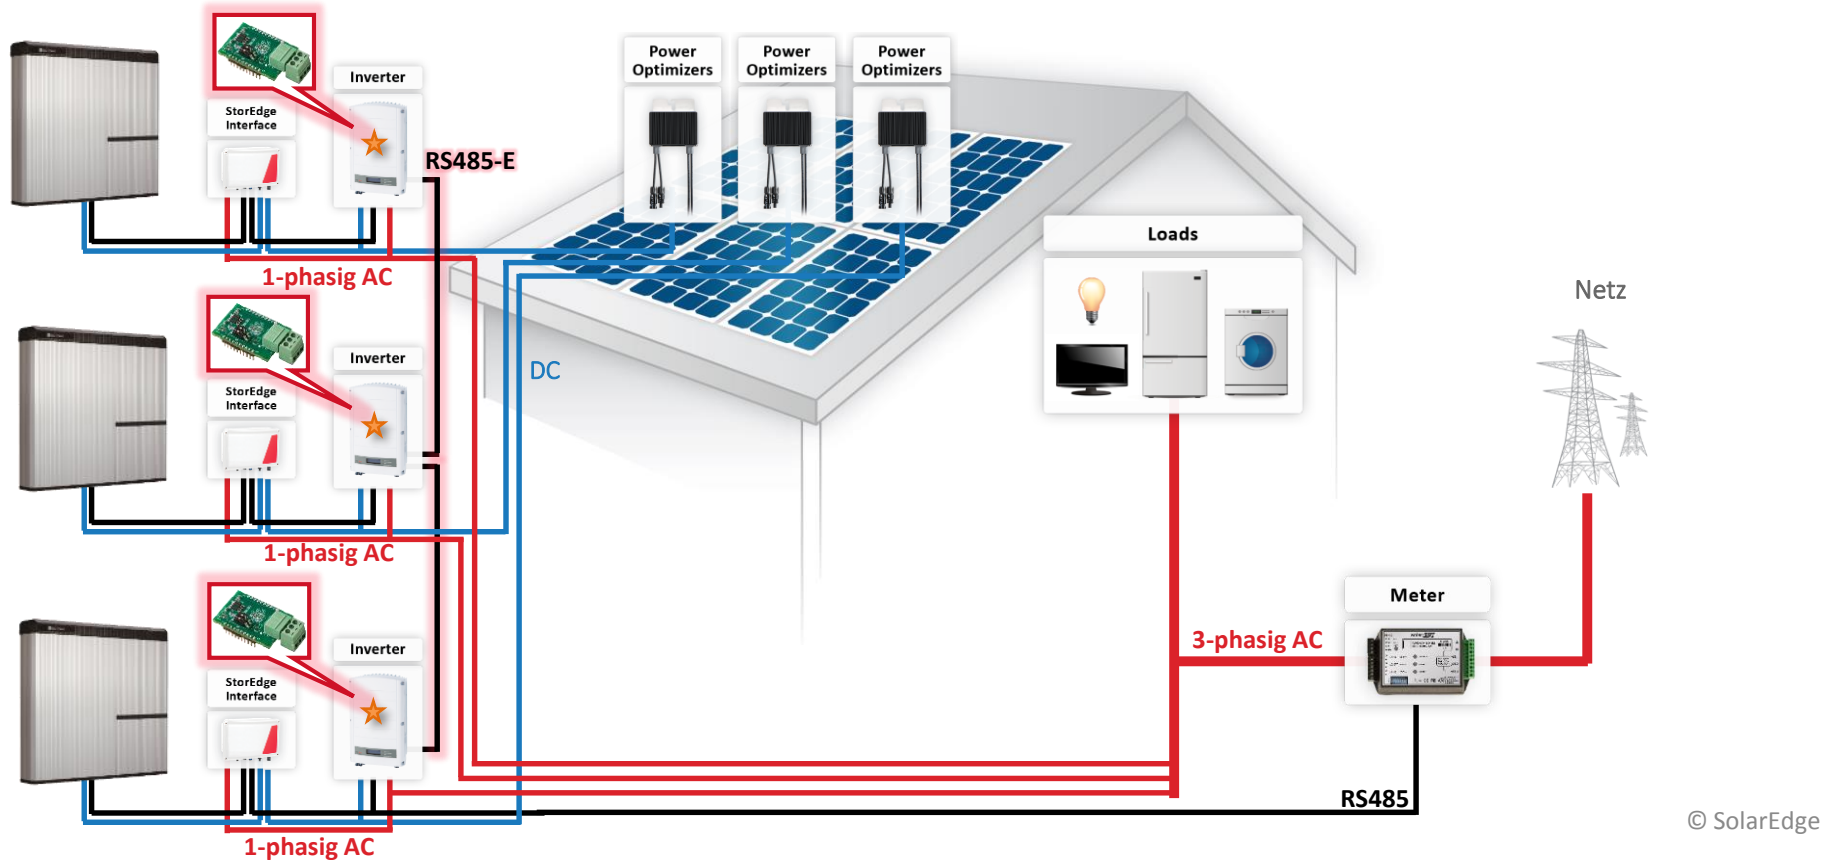 Inverter
StorEdge
Interface
RS485-E
1-phasig AC
Power
Optimizers
Power
Optimizers
Power
Optimizers
Loads
Netz
Inverter
StorEdge
Interface
DC
1-phasig AC
Inverter
StorEdge
Interface
1-phasig AC
Meter
3-phasig AC
RS485
© SolarEdge